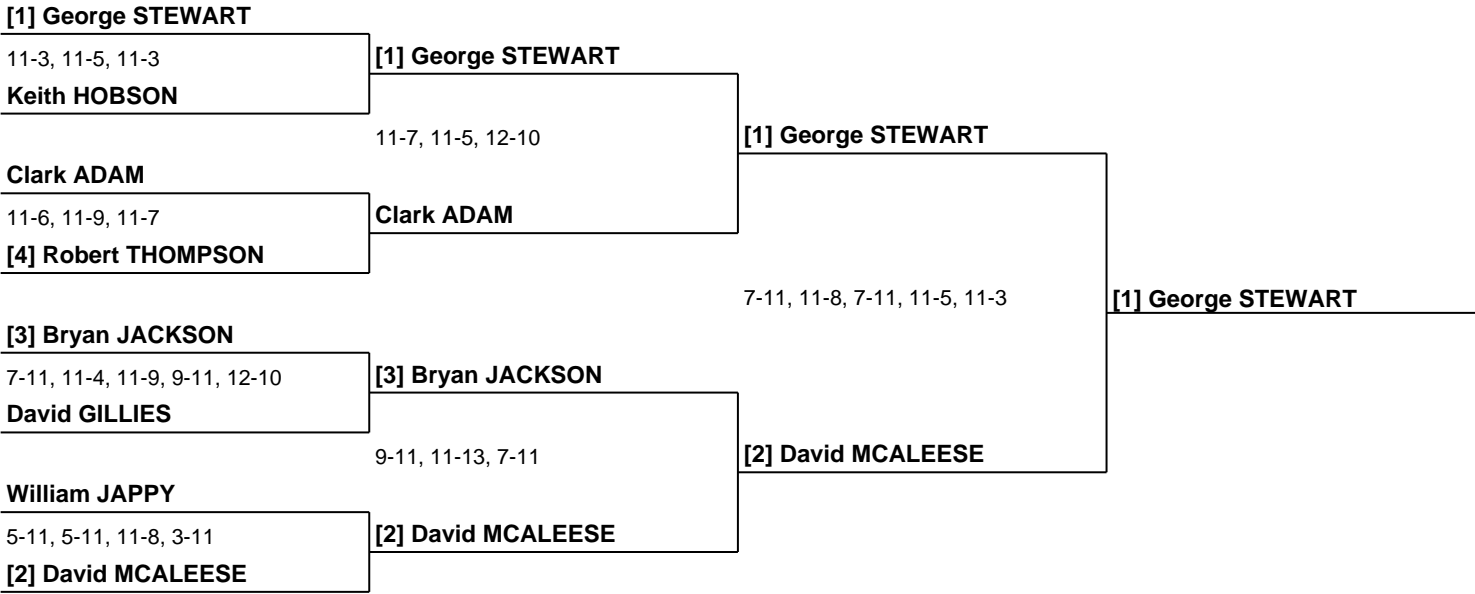 [1] George STEWART
11-3, 11-5, 11-3
[1] George STEWART
Keith HOBSON
11-7, 11-5, 12-10
[1] George STEWART
Clark ADAM
11-6, 11-9, 11-7
Clark ADAM
[4] Robert THOMPSON
7-11, 11-8, 7-11, 11-5, 11-3
[1] George STEWART
[3] Bryan JACKSON
7-11, 11-4, 11-9, 9-11, 12-10
[3] Bryan JACKSON
David GILLIES
9-11, 11-13, 7-11
[2] David MCALEESE
William JAPPY
5-11, 5-11, 11-8, 3-11
[2] David MCALEESE
[2] David MCALEESE